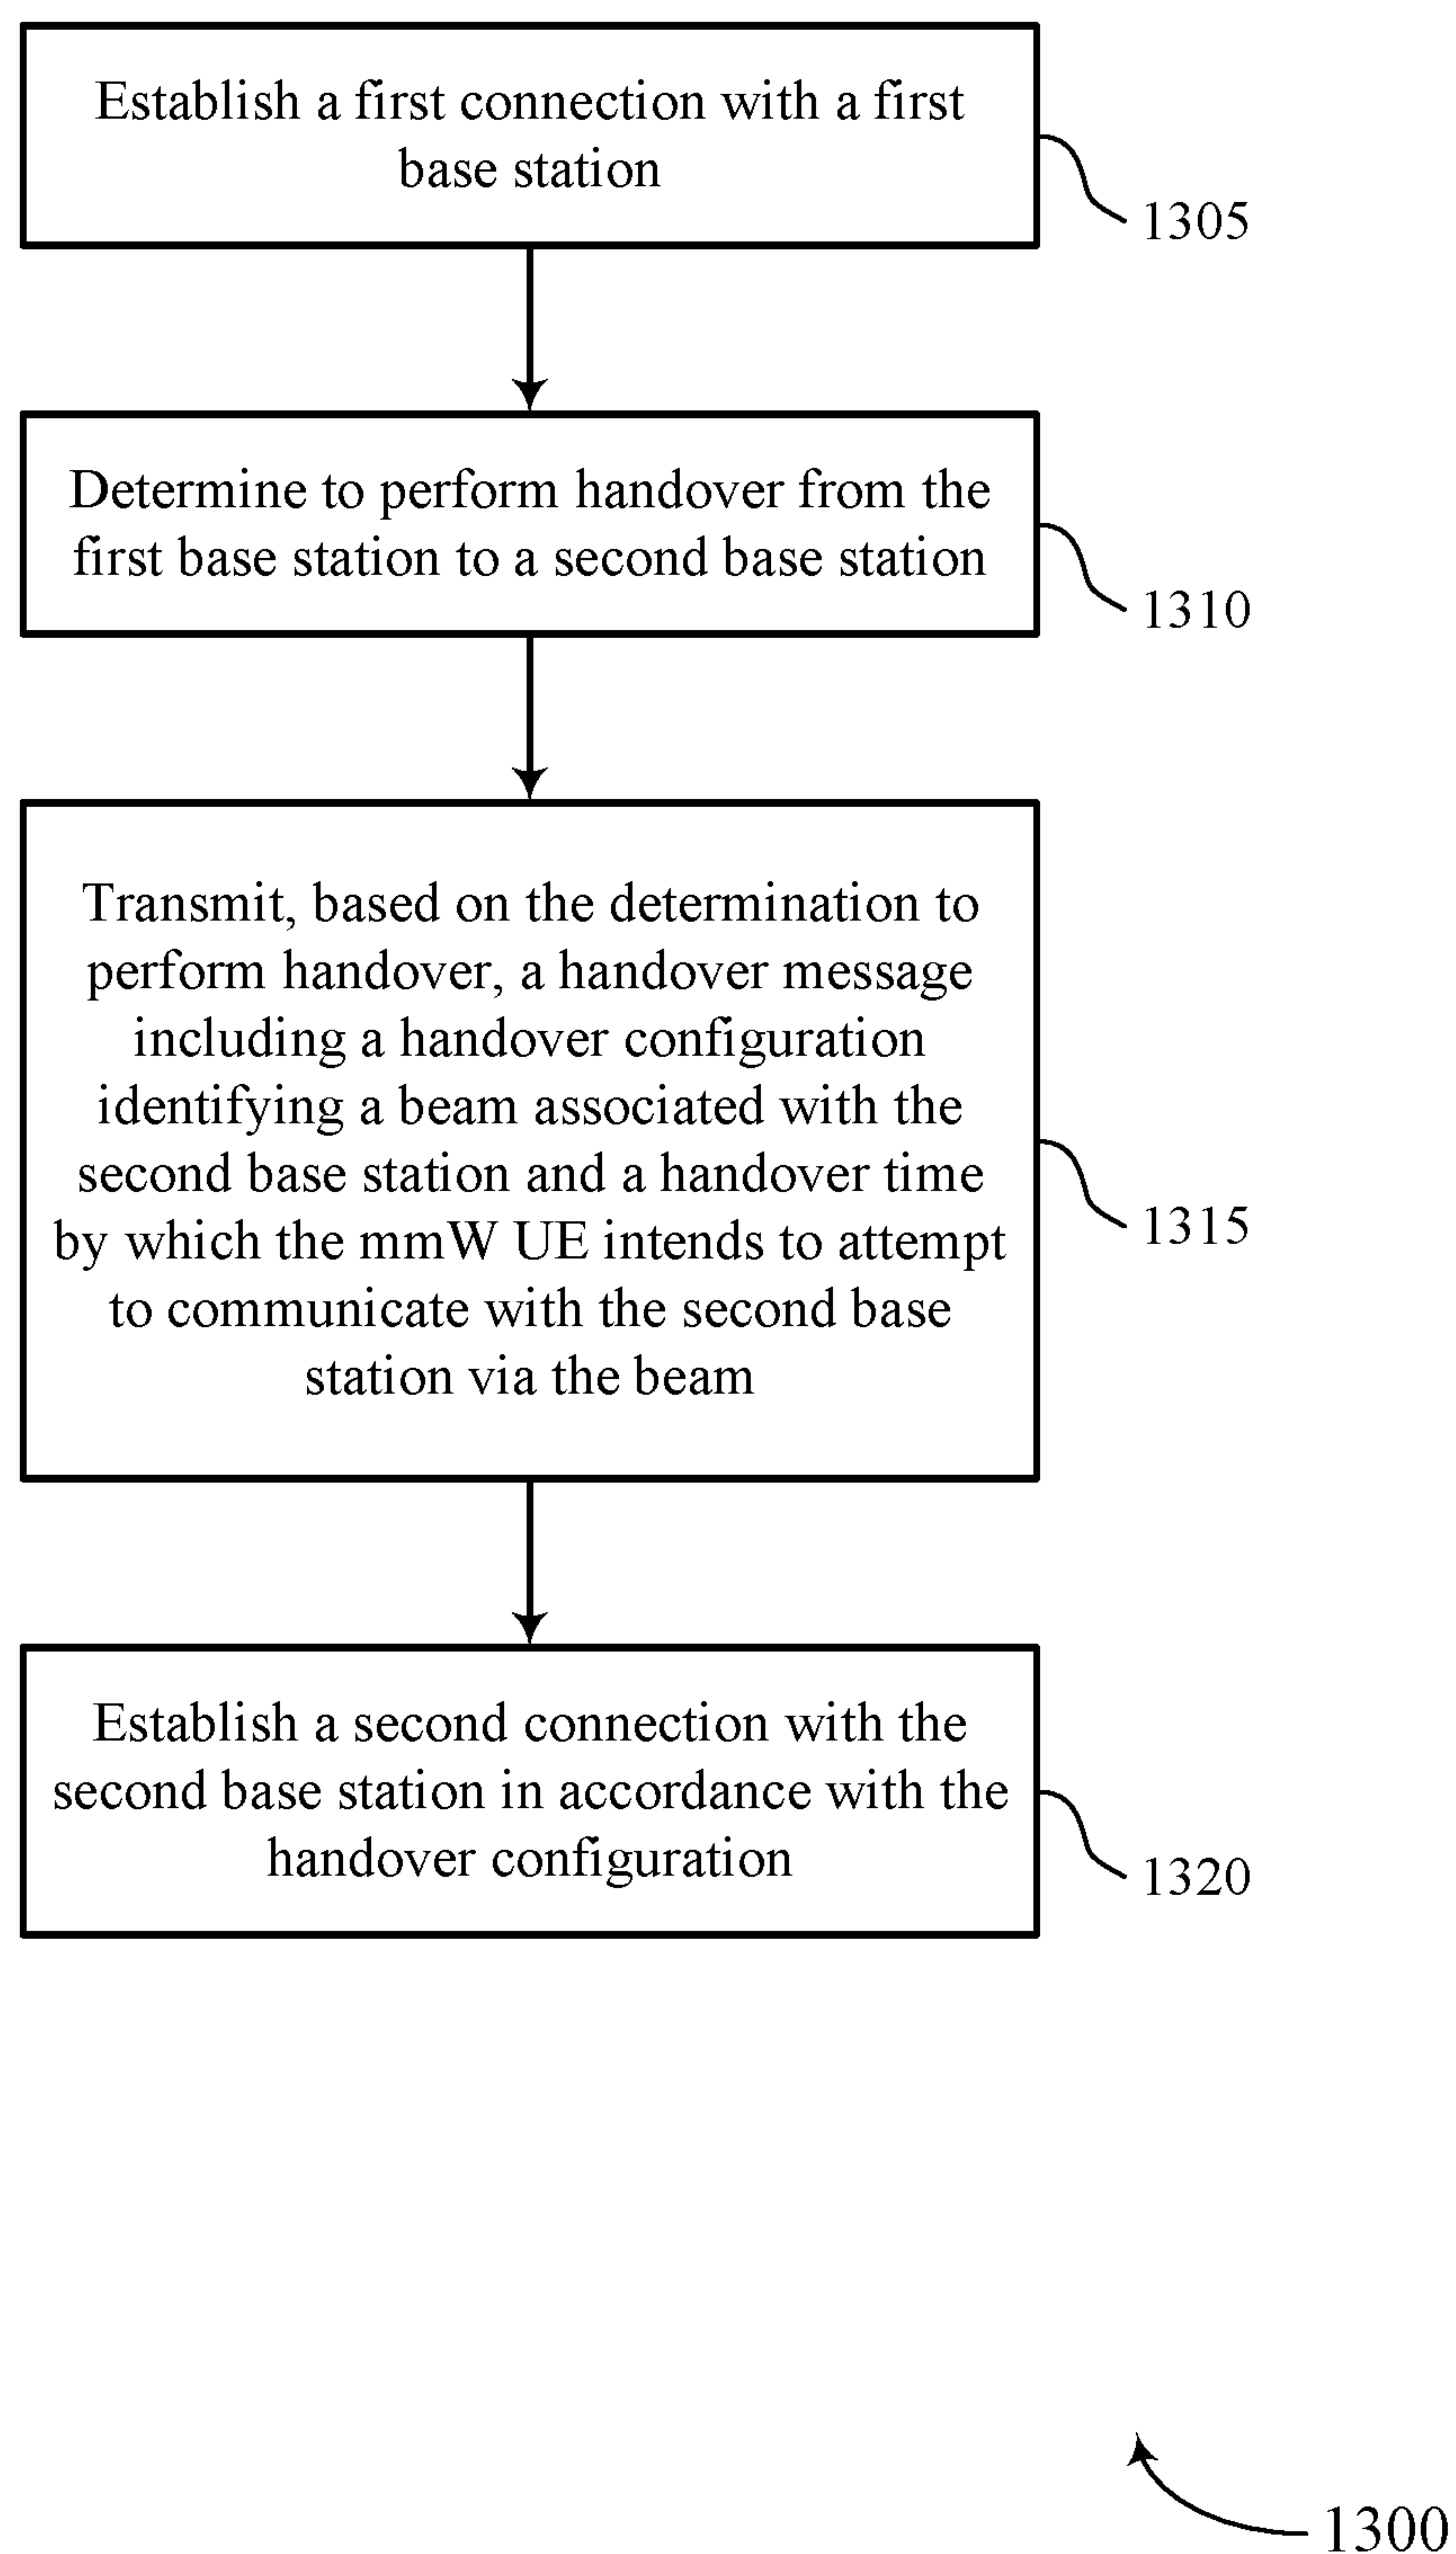 Establish a first connection with a first
base station
1305
Determine to perform handover from the
first base station to a second base station
1310
Transmit, based on the determination to
perform handover, a handover message
including a handover configuration
identifying a beam associated with the
second base station and a handover time
by which the mmW UE intends to attempt
to communicate with the second base
station via the beam
1315
Establish a second connection with the
second base station in accordance with the
handover configuration
1320
1300